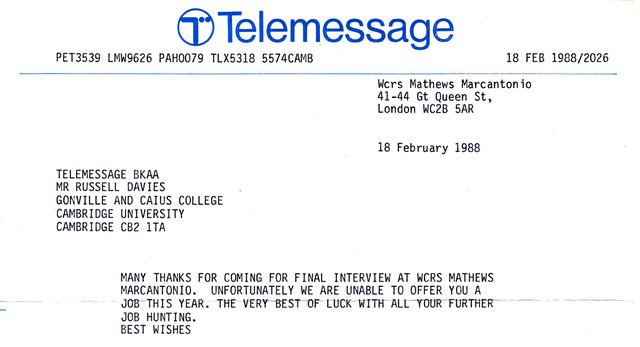 Telemessage
PET3539 LMW9626 PAH0079 TLX5318 5574CAMB 18 FEB 1988/2026
Wcrs Mathews Marcantonio
41-44 Gt Queen St,
London WC2B 5AR
18 February 1988
TELEMESSAGE BKAA
MR RUSSELL DAVIES
GONVILLE AND CAIUS COLLEGE
CAMBRIDGE UNIVERSITY
CAMBRIDGE CB2 1TA
MANY THANKS FOR COMING FOR FINAL INTERVIEW AT WCRS MATHEWS
MARCANTONIO. UNFORTUNATELY WE ARE UNABLE TO OFFER YOU A
JOB THIS YEAR. THE VERY BEST OF LUCK WITH ALL YOUR FURTHER
JOB HUNTING.
BEST WISHES